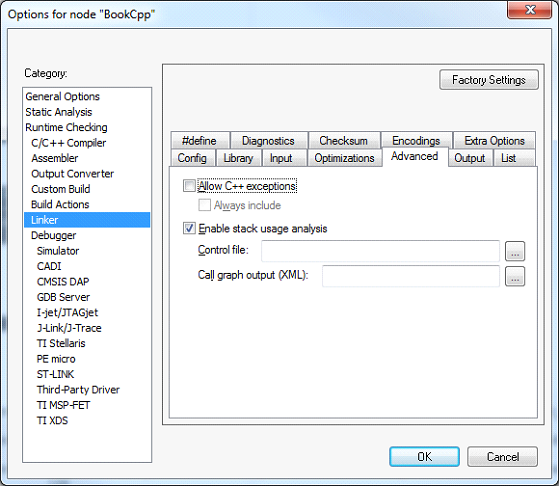 Options for node "BookCpp"
Category:
Factory Settings
General Options
Static Analysis
Runtime Checking
C/C++ Compiler
Assembler
Output Converter
Custom Build
Build Actions
Linker
Debugger
Simulator
CADI
CMSIS DAP
GDB Server
I-jet/JTAGjet
J-Link/J-Trace
TI Stellaris
PE micro
ST-LINK
Third-Party Driver
TI MSP-FET
TI XDS
#define Diagnostics Checksum Encodings Extra Options
Config Library Input Optimizations Advanced Output List
Allow C++ exceptions
Always include
Enable stack usage analysis
Control file: ...
Call graph output (XML): ...
OK Cancel